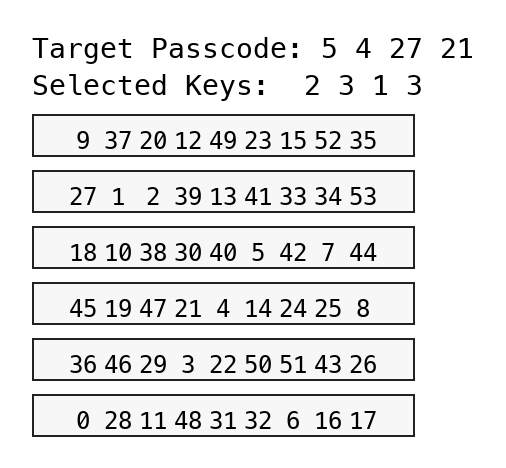 Target Passcode: 5 4 27 21
Selected Keys: 2 3 1 3
9 37 20 12 49 23 15 52 35
27 1 2 39 13 41 33 34 53
18 10 38 30 40 5 42 7 44
45 19 47 21 4 14 24 25 8
36 46 29 3 22 50 51 43 26
0 28 11 48 31 32 6 16 17